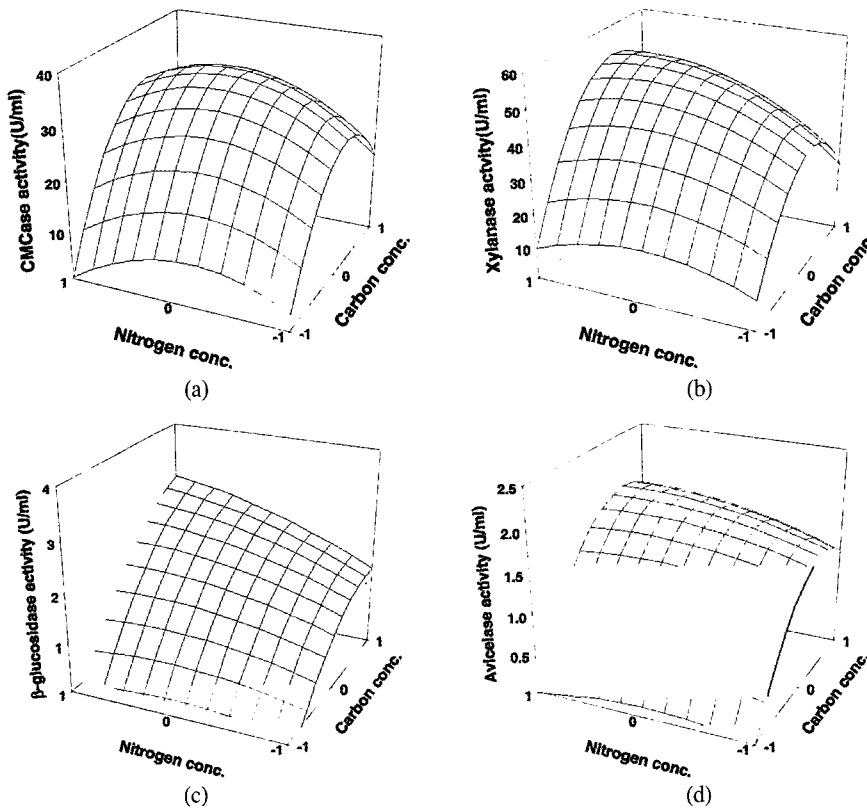 40
30
20
10
CMCase activity(U/ml)
1
0
-1
Nitrogen conc.
-1
0
1
Carbon conc.
(a)
60
50
40
30
20
10
Xylanase activity(U/ml)
1
0
-1
Nitrogen conc.
-1
0
1
Carbon conc.
(b)
4
3
2
1
β-glucosidase activity (U/ml)
1
0
-1
Nitrogen conc.
-1
0
1
Carbon conc.
(c)
2.5
2.0
1.5
1.0
0.5
Avicelase activity (U/ml)
1
0
-1
Nitrogen conc.
-1
0
1
Carbon conc.
(d)